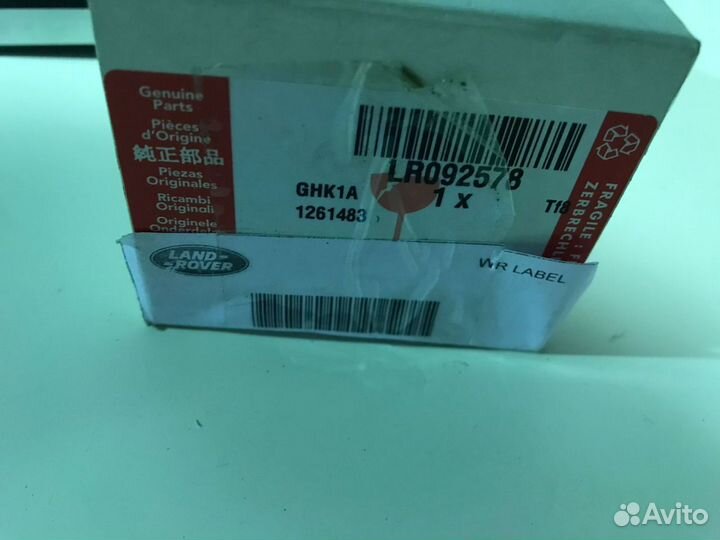 Genuine
Parts
Pièces
d'Origine
純正部品
Piezas
Originales
Ricambi
Originali
Originele
LR092578
GHK1A
1 x
Tf8
1261483
FRAGILE :
LAND-
-ROVER
WR LABEL
Avito